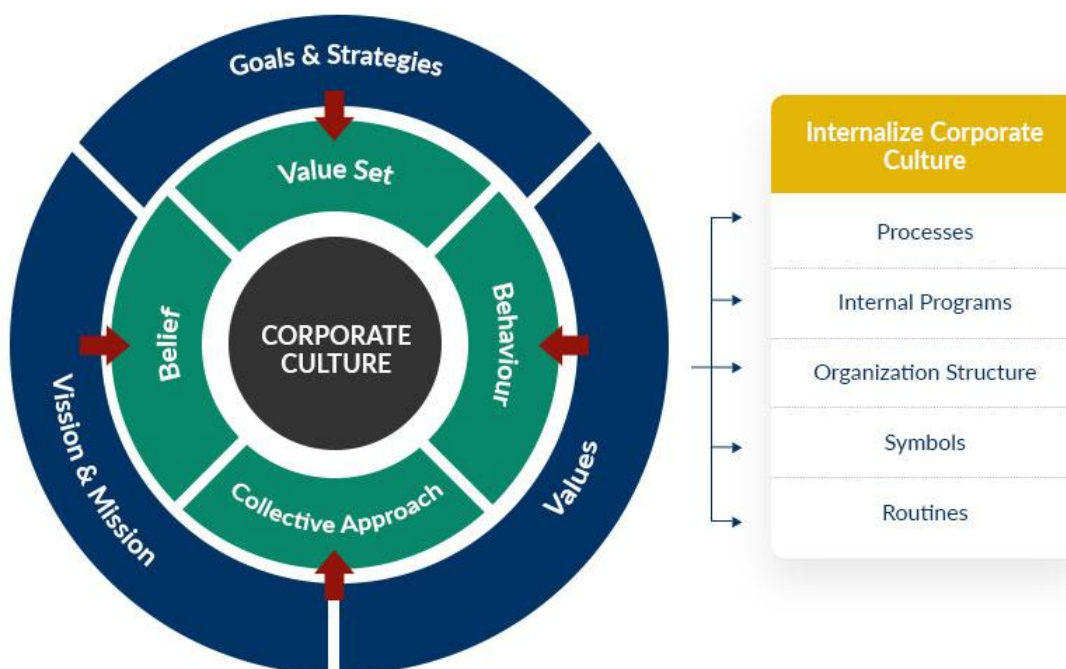 Goals & Strategies
Value Set
Belief
CORPORATE
CULTURE
Behaviour
Collective Approach
Vission & Mission
Values
Internalize Corporate
Culture
Processes
Internal Programs
Organization Structure
Symbols
Routines